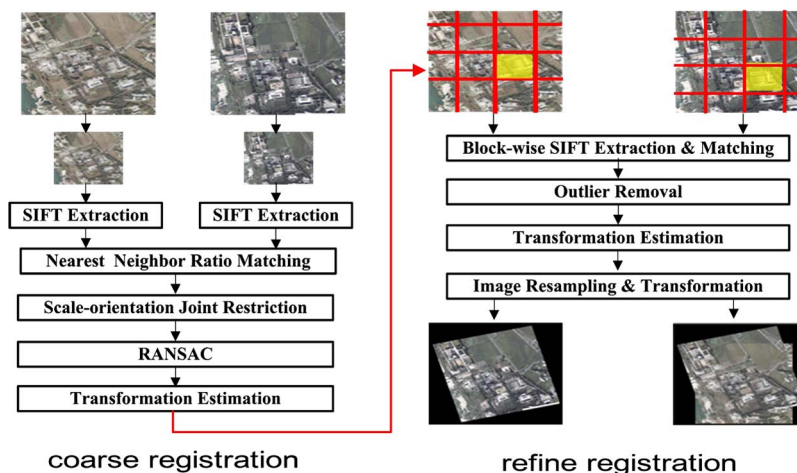 SIFT Extraction
SIFT Extraction
Nearest Neighbor Ratio Matching
Scale-orientation Joint Restriction
RANSAC
Transformation Estimation
coarse registration
Block-wise SIFT Extraction & Matching
Outlier Removal
Transformation Estimation
Image Resampling & Transformation
refine registration